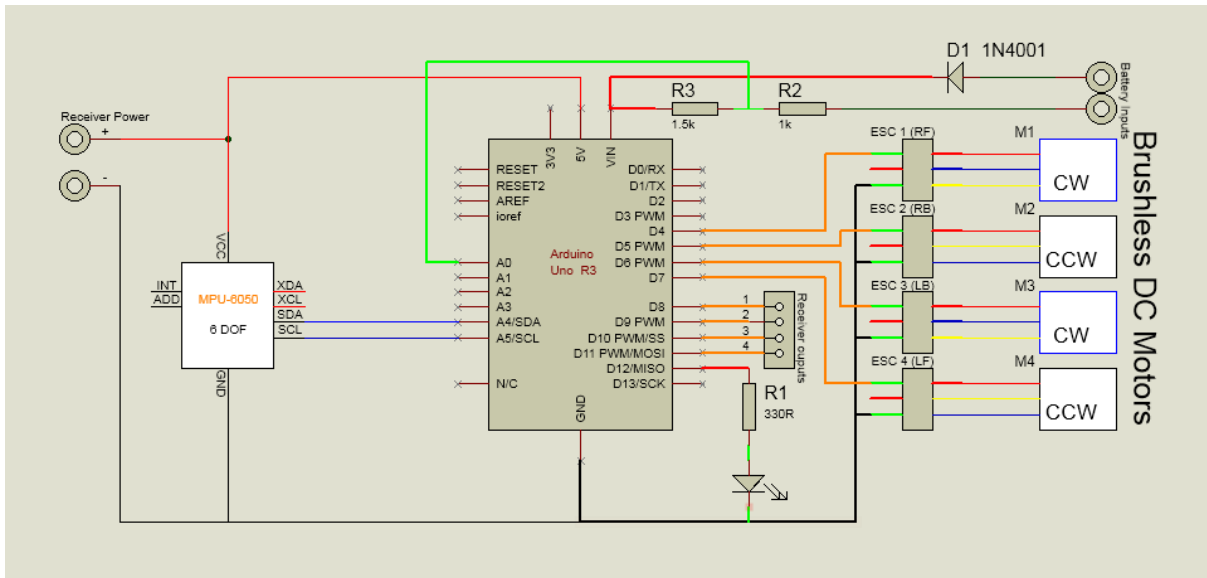 D1 1N4001
Battery Inputs
Receiver Power
+
-
R3
1.5k
R2
1k
Brushless DC Motors
3V3
5V
VIN
RESET
RESET2
AREF
ioref
A0
A1
A2
A3
A4/SDA
A5/SCL
N/C
GND
Arduino
Uno R3
D0/RX
D1/TX
D2
D3 PWM
D4
D5 PWM
D6 PWM
D7
D8
D9 PWM
D10 PWM/SS
D11 PWM/MOSI
D12/MISO
D13/SCK
ESC 1 (RF)
M1
CW
ESC 2 (RB)
M2
CCW
ESC 3 (LB)
M3
CW
ESC 4 (LF)
M4
CCW
1
2
3
4
Receiver ouputs
R1
330R
VCC
INT
ADD
MPU-6050
6 DOF
XDA
XCL
SDA
SCL
GND